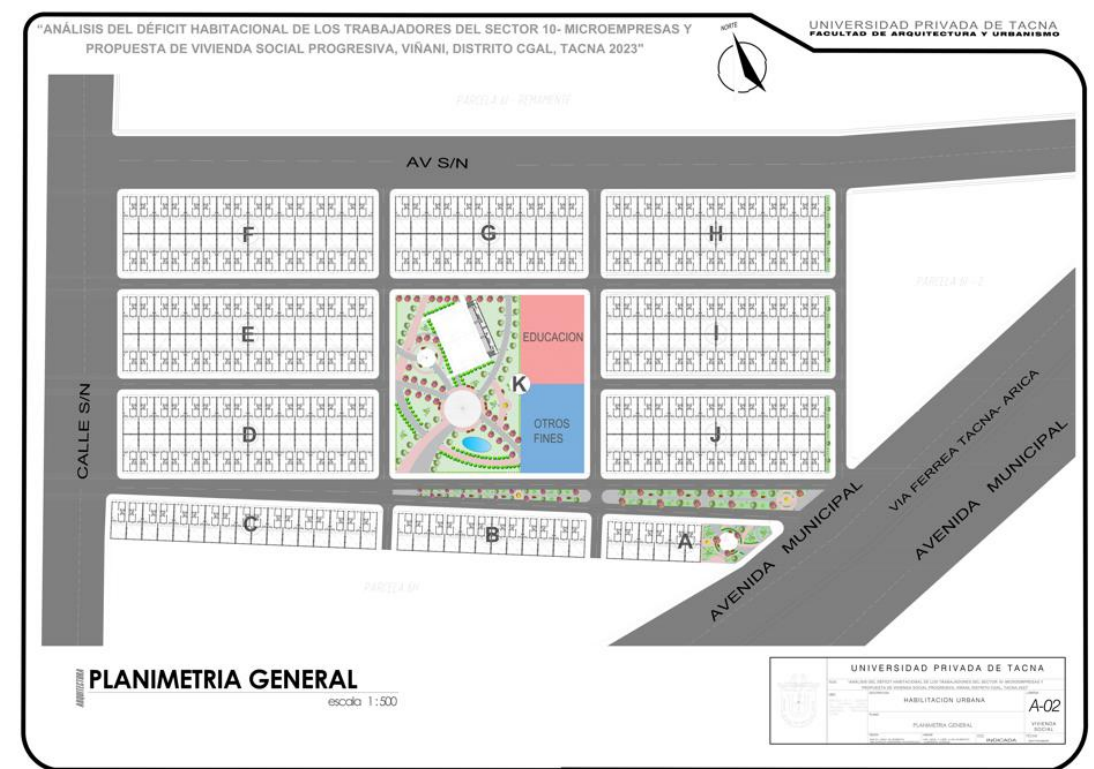 "ANÁLISIS DEL DÉFICIT HABITACIONAL DE LOS TRABAJADORES DEL SECTOR 10- MICROEMPRESAS Y
PROPUESTA DE VIVIENDA SOCIAL PROGRESIVA, VIÑANI, DISTRITO CGAL, TACNA 2023"
NORTE
UNIVERSIDAD PRIVADA DE TACNA
FACULTAD DE ARQUITECTURA Y URBANISMO
AV S/N
CALLE S/N
F
G
H
E
I
EDUCACION
K
OTROS
FINES
D
J
C
B
A
AVENIDA MUNICIPAL
VIA FERREA TACNA- ARICA
AVENIDA MUNICIPAL
ARQUITECTURA
PLANIMETRIA GENERAL
escala 1:500
UNIVERSIDAD PRIVADA DE TACNA
HABILITACION URBANA
PLANIMETRIA GENERAL
INDICADA
A-02
VIVIENDA
SOCIAL